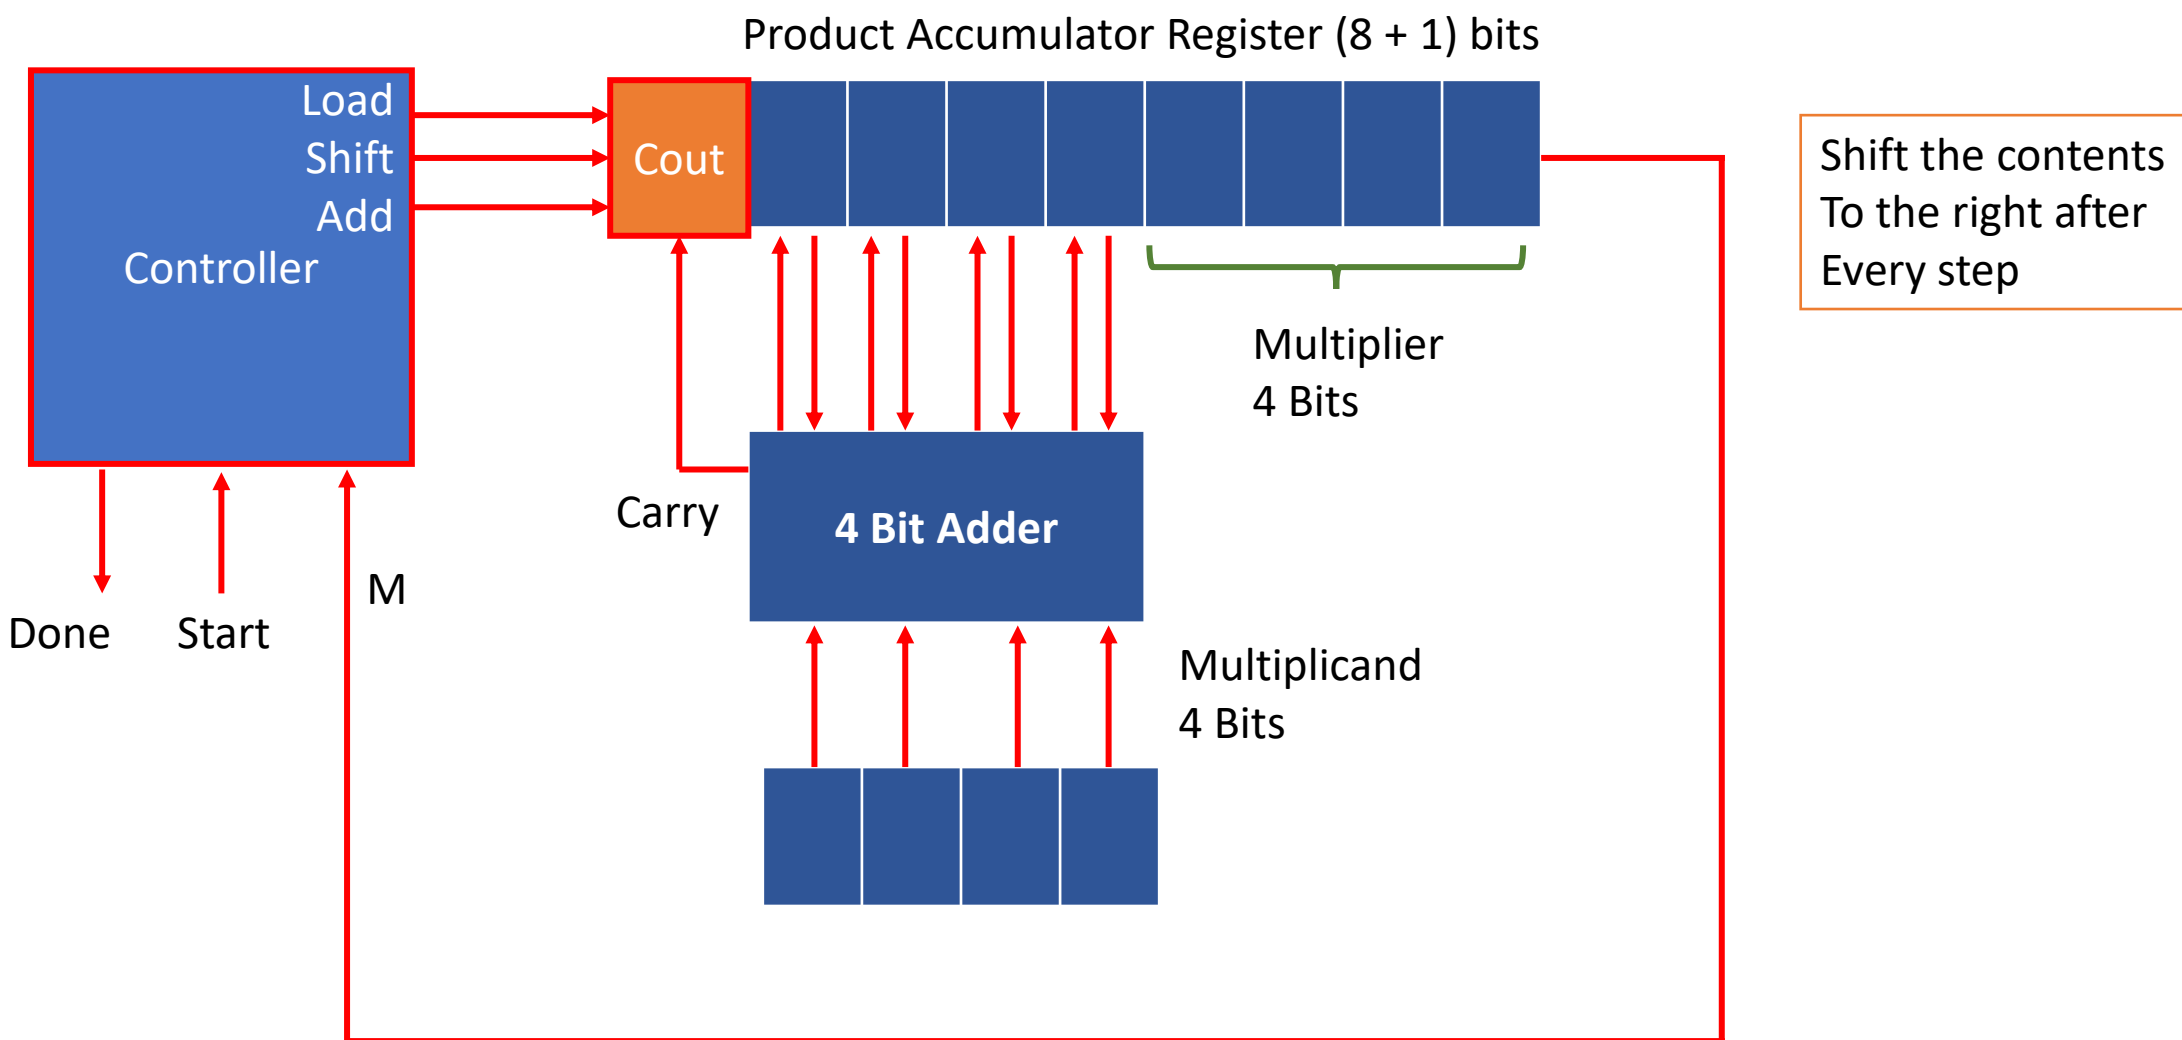 Product Accumulator Register (8 + 1) bits
Load
Shift
Add
Controller
Cout
Shift the contents
To the right after
Every step
Multiplier
4 Bits
Carry
4 Bit Adder
M
Done
Start
Multiplicand
4 Bits